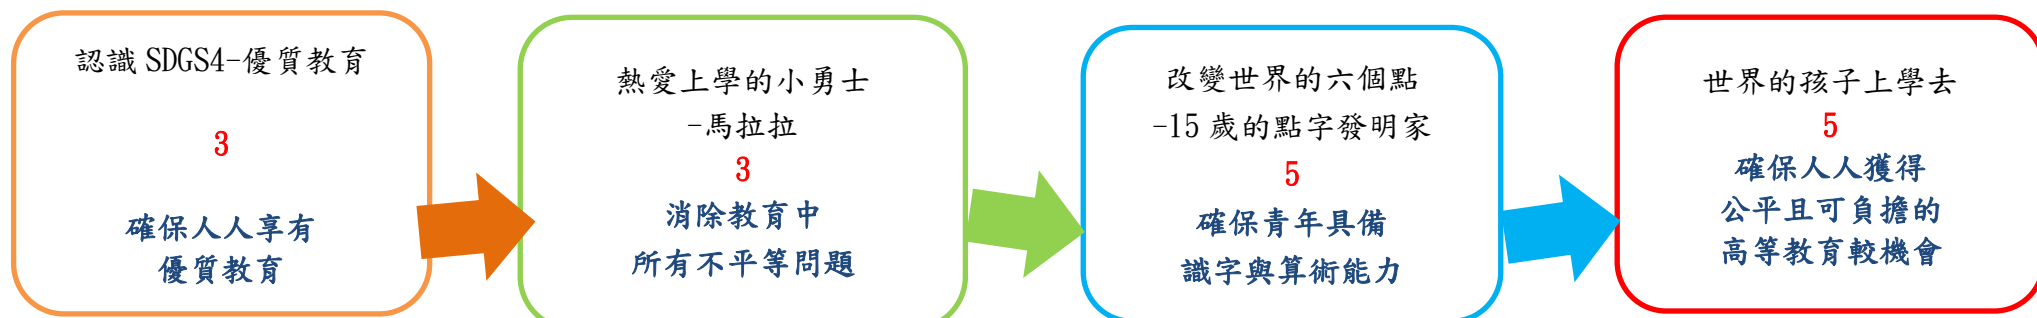 認識 SDGS4-優質教育
3
確保人人享有
優質教育
熱愛上學的小勇士
-馬拉拉
3
消除教育中
所有不平等問題
改變世界的六個點
-15 歲的點字發明家
5
確保青年具備
識字與算術能力
世界的孩子上學去
5
確保人人獲得
公平且可負擔的
高等教育較機會